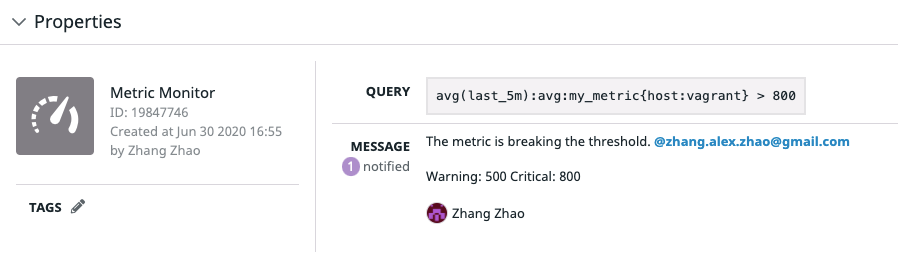 Properties
Metric Monitor
ID: 19847746
Created at Jun 30 2020 16:55
by Zhang Zhao
TAGS
QUERY
avg(last_5m):avg:my_metric{host:vagrant} > 800
MESSAGE
1 notified
The metric is breaking the threshold. @zhang.alex.zhao@gmail.com
Warning: 500 Critical: 800
Zhang Zhao